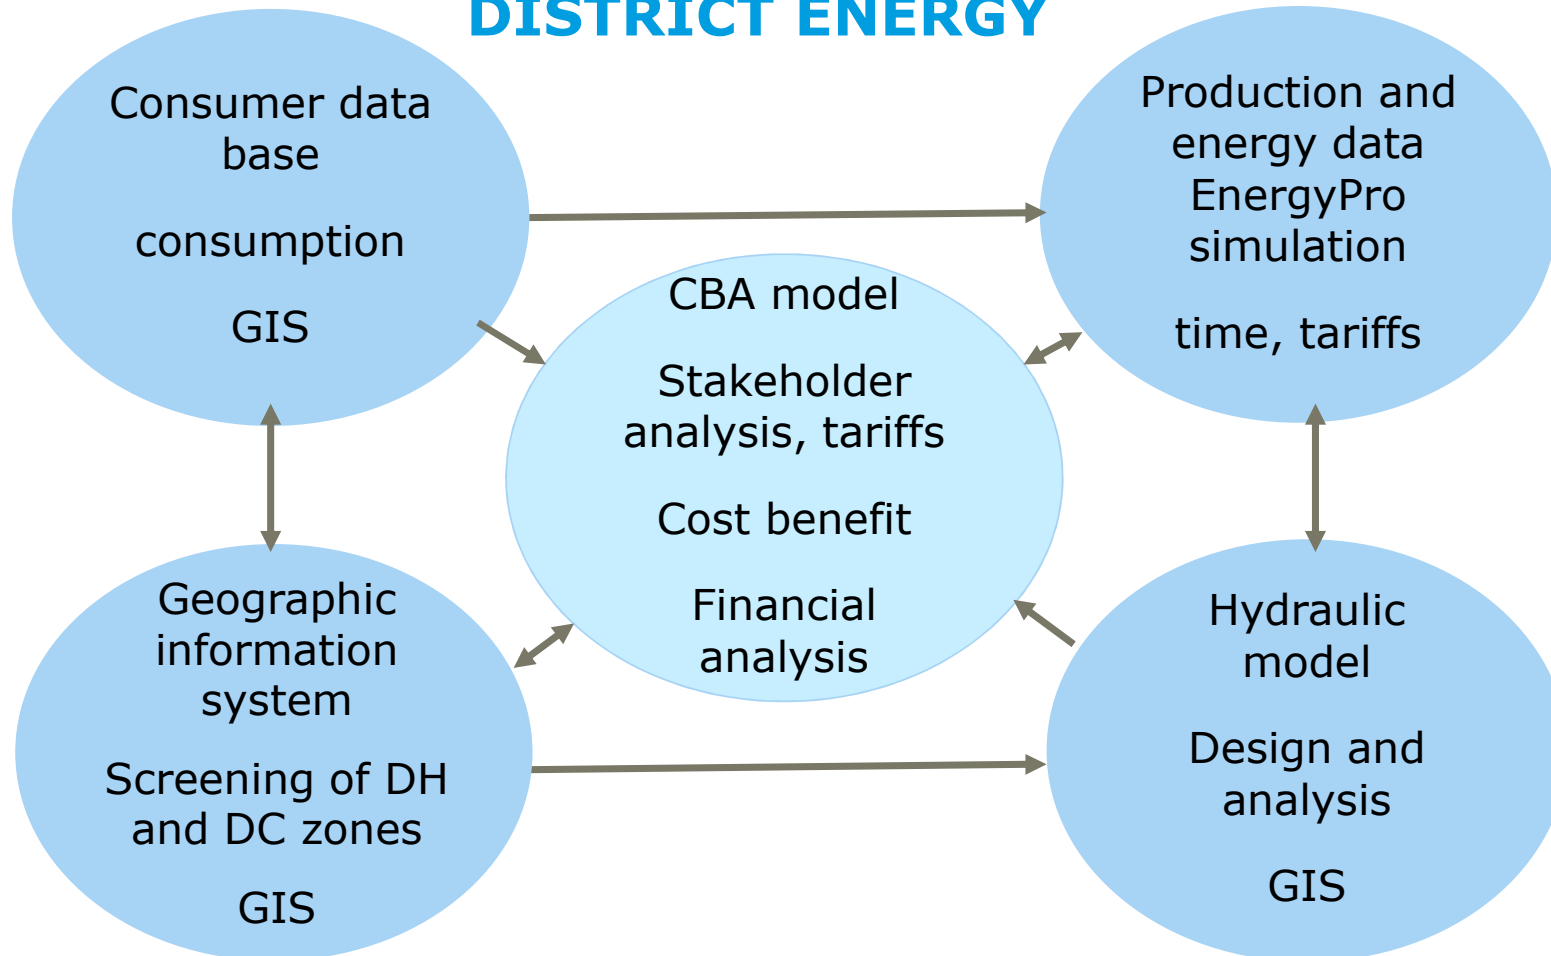 DISTRICT ENERGY
Consumer data
base
consumption
GIS
Production and
energy data
EnergyPro
simulation
time, tariffs
CBA model
Stakeholder
analysis, tariffs
Cost benefit
Financial
analysis
Geographic
information
system
Screening of DH
and DC zones
GIS
Hydraulic
model
Design and
analysis
GIS